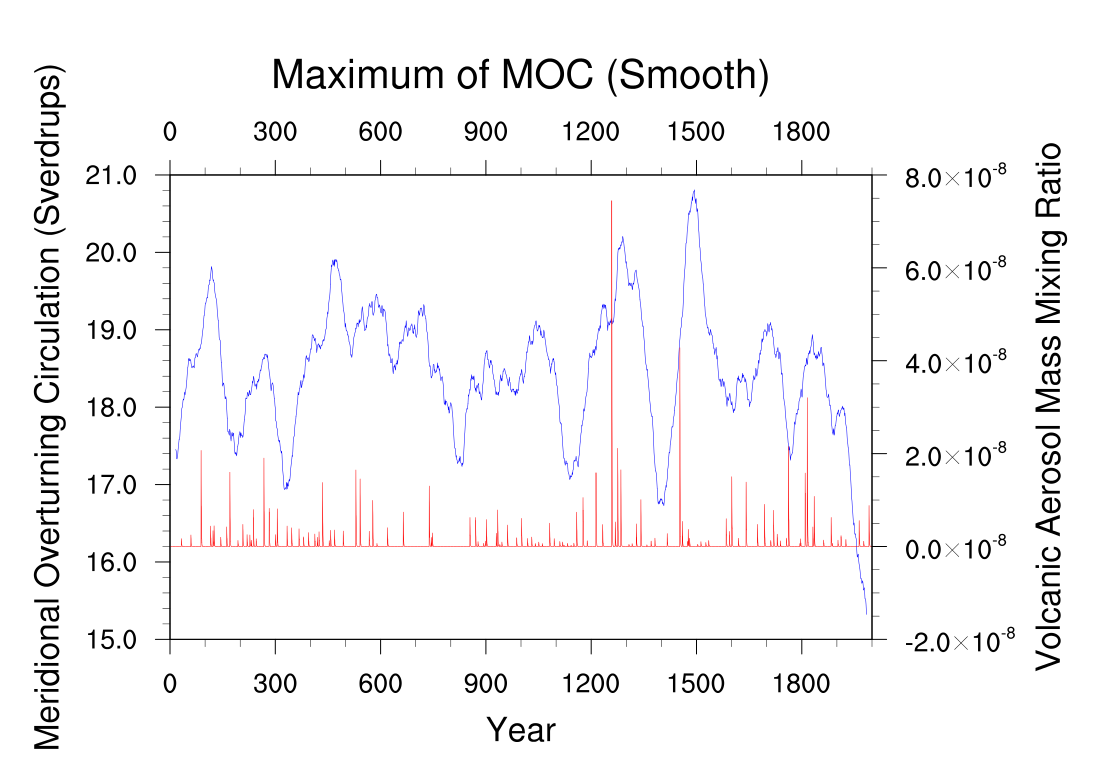 Maximum of MOC (Smooth)
0 300 600 900 1200 1500 1800
Meridional Overturning Circulation (Sverdrups)
21.0
20.0
19.0
18.0
17.0
16.0
15.0
8.0×10⁻⁸
6.0×10⁻⁸
4.0×10⁻⁸
2.0×10⁻⁸
0.0×10⁻⁸
-2.0×10⁻⁸
Volcanic Aerosol Mass Mixing Ratio
0 300 600 900 1200 1500 1800
Year